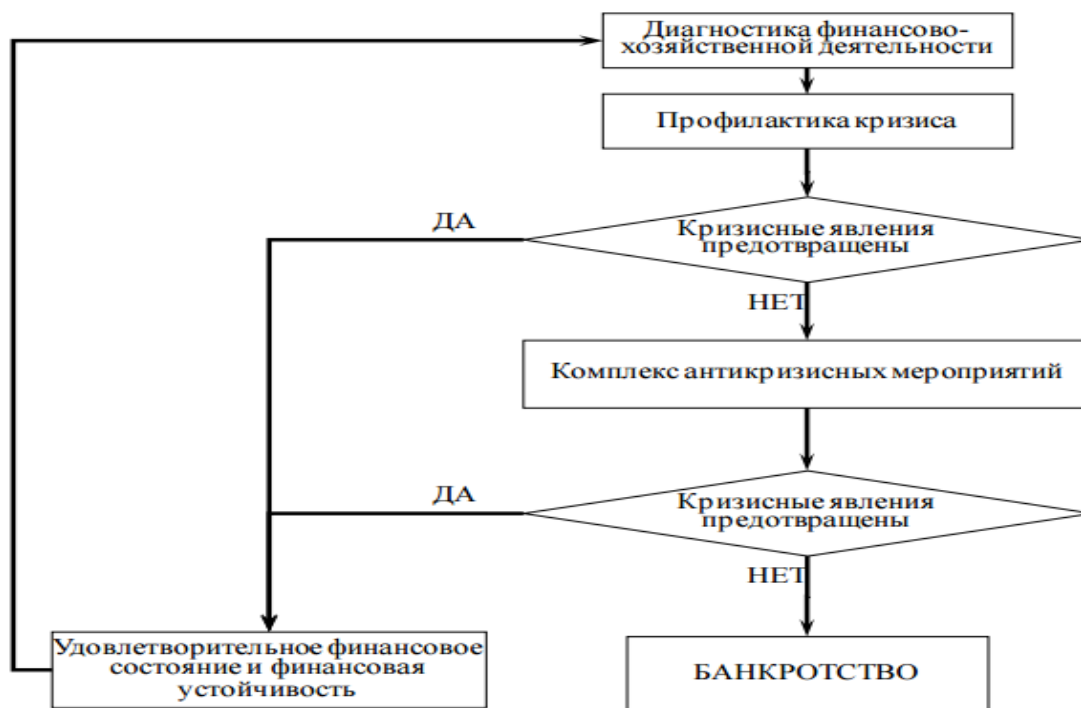 Диагностика финансово-
хозяйственной деятельности
Профилактика кризиса
ДА
Кризисные явления
предотвращены
НЕТ
Комплекс антикризисных мероприятий
ДА
Кризисные явления
предотвращены
НЕТ
Удовлетворительное финансовое
состояние и финансовая
устойчивость
БАНКРОТСТВО